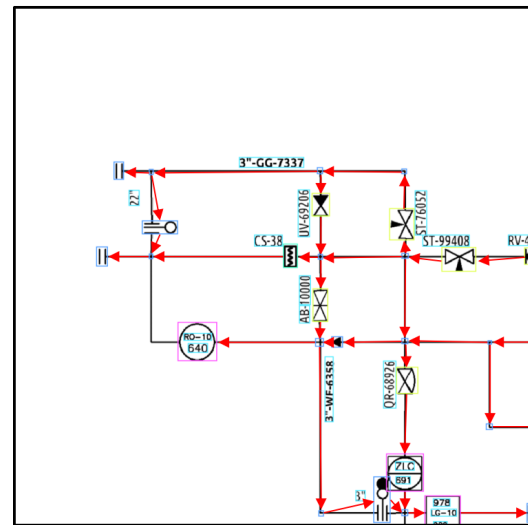 3"-GG-7337
22"
UV-69206
ST-76052
CS-38
ST-99408
RV-4
AB-10000
RO-10
640
3"-WF-6358
QR-68926
ZLC
691
3"
978
LG-10